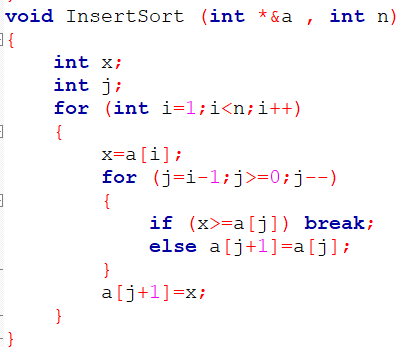 void InsertSort (int *&a , int n)
{
int x;
int j;
for (int i=1;i<n;i++)
{
x=a[i];
for (j=i-1;j>=0;j--)
{
if (x>=a[j]) break;
else a[j+1]=a[j];
}
a[j+1]=x;
}
}